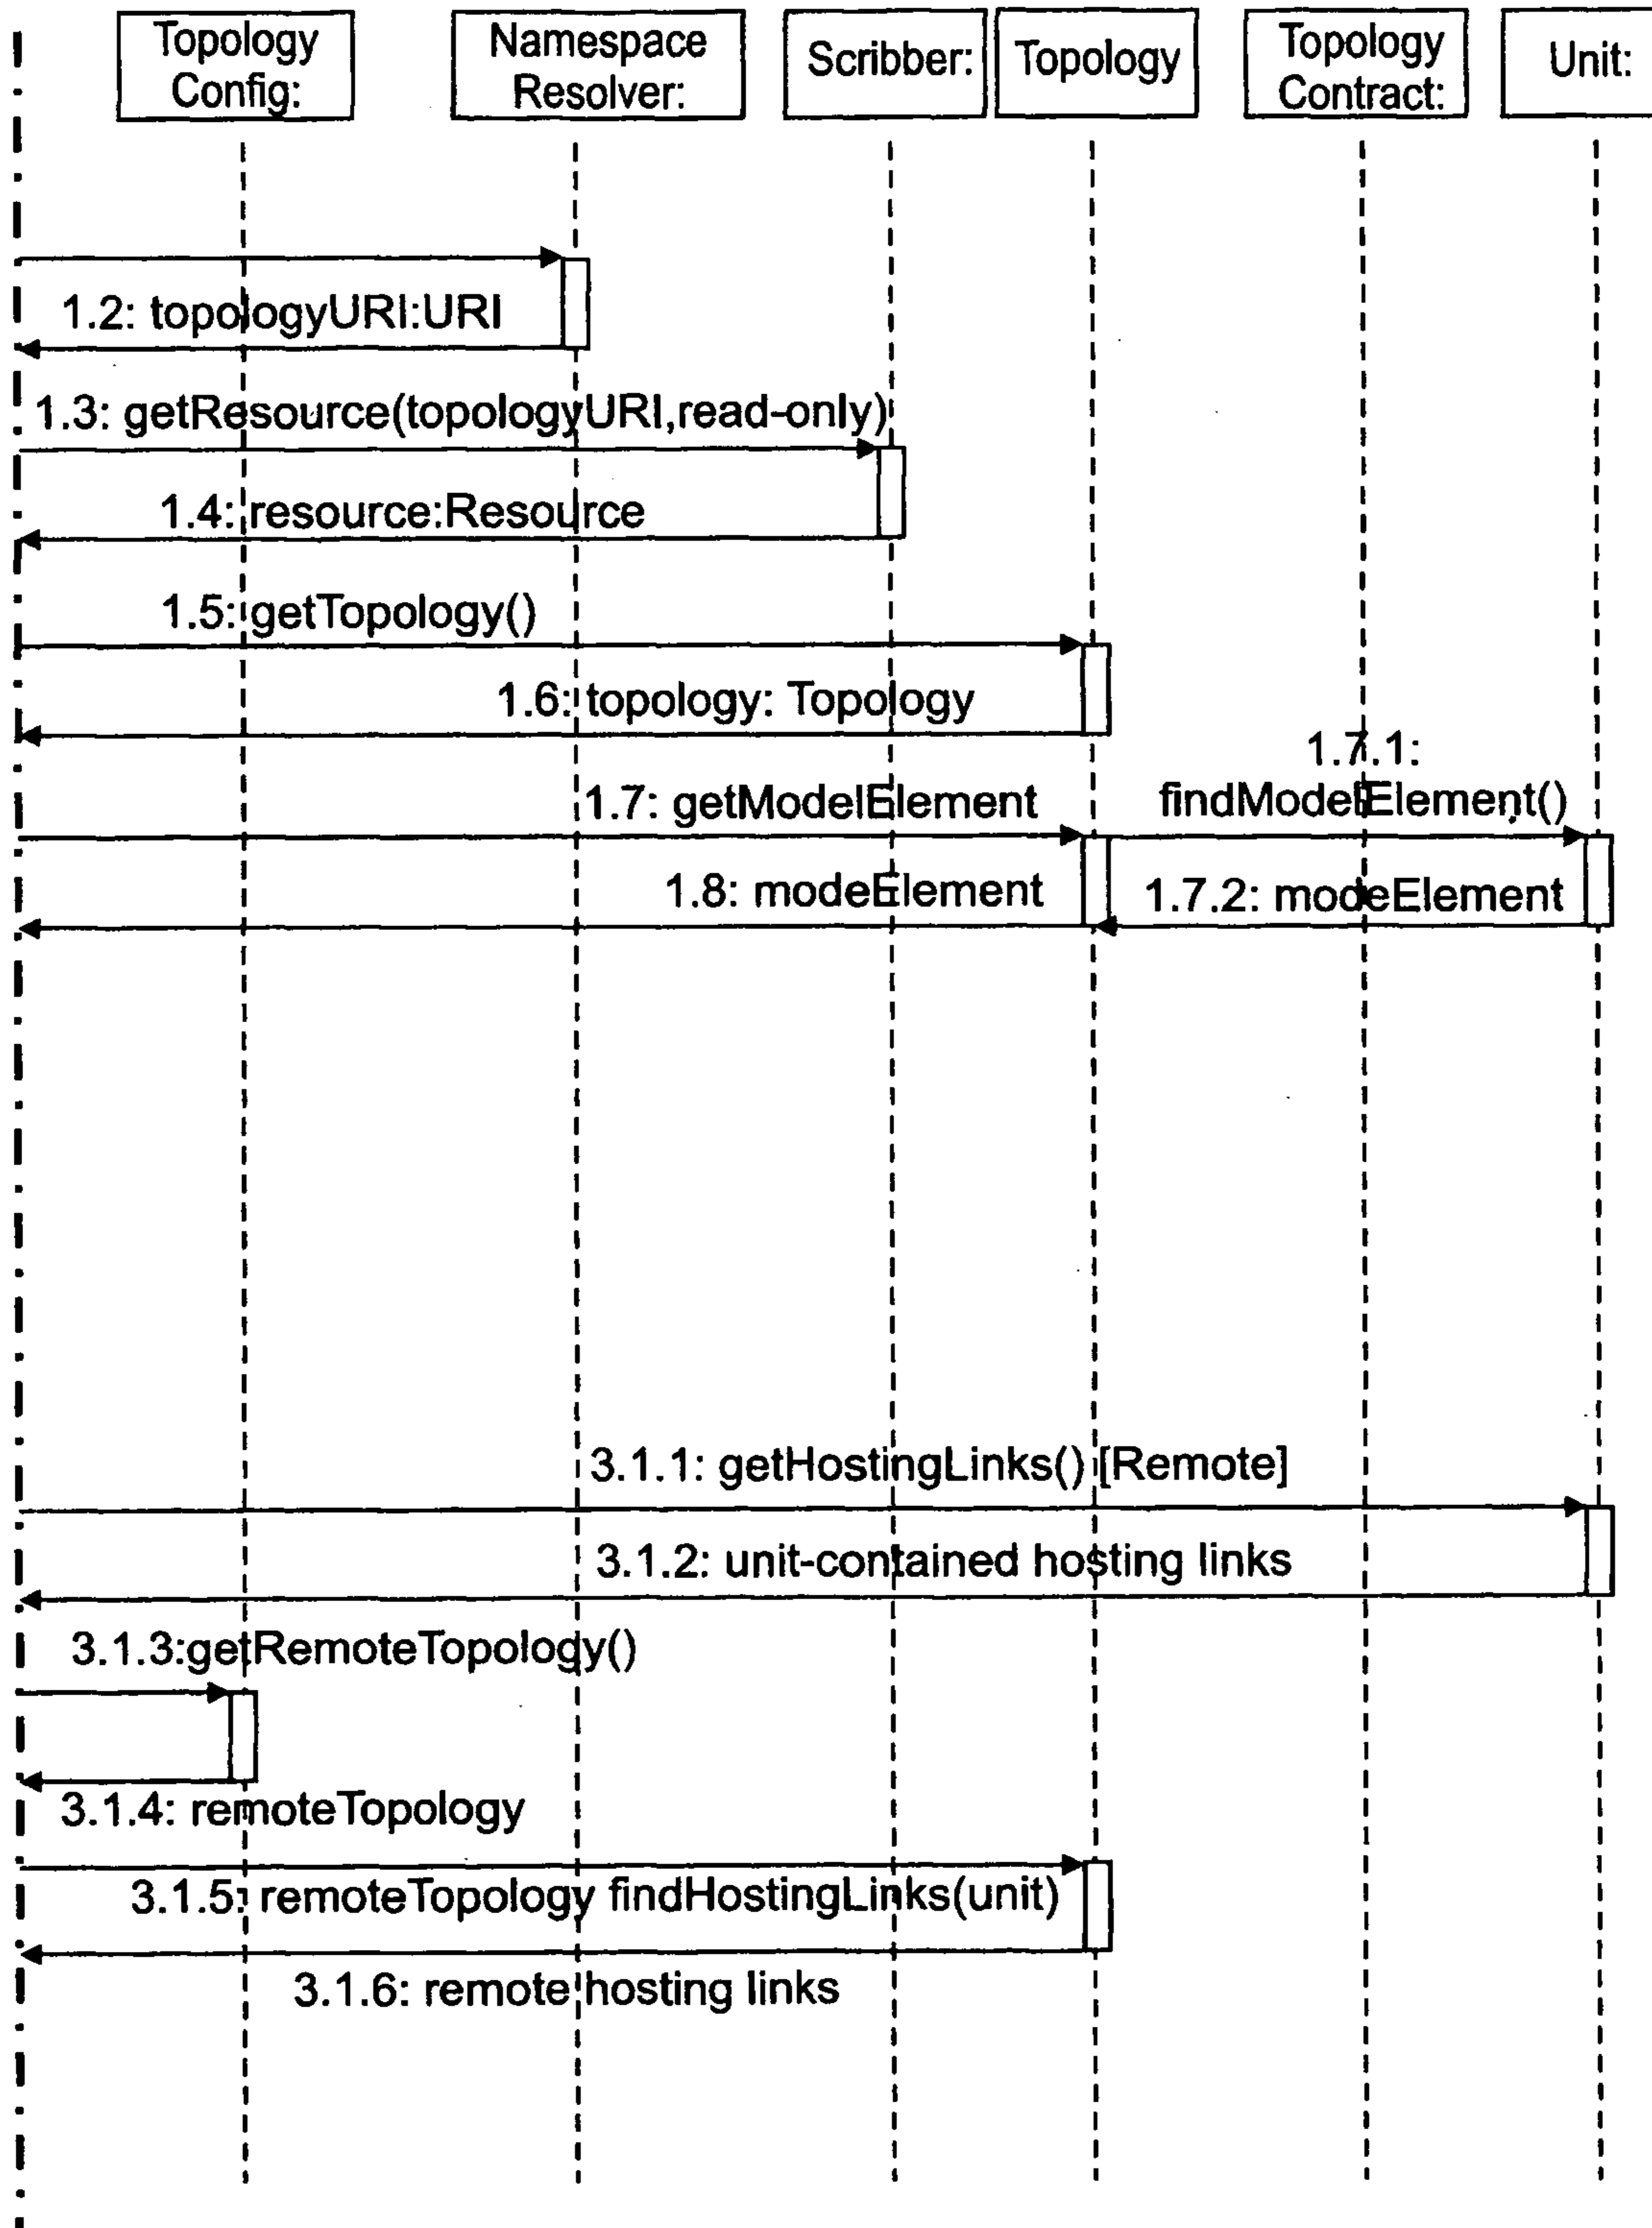 Topology
Config:
Namespace
Resolver:
Scribber:
Topology
Topology
Contract:
Unit:
1.2: topologyURI:URI
1.3: getResource(topologyURI,read-only)
1.4: resource:Resource
1.5: getTopology()
1.6: topology: Topology
1.7: getModelElement
1.7.1:
findModelElement()
1.8: modeElement
1.7.2: modeElement
3.1.1: getHostingLinks() [Remote]
3.1.2: unit-contained hosting links
3.1.3:getRemoteTopology()
3.1.4: remoteTopology
3.1.5: remoteTopology findHostingLinks(unit)
3.1.6: remote hosting links